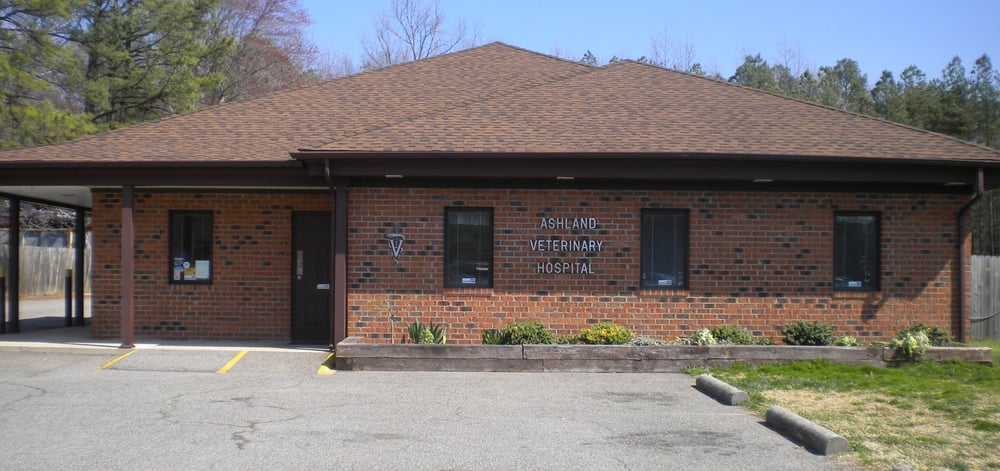 V
ASHLAND
VETERINARY
HOSPITAL